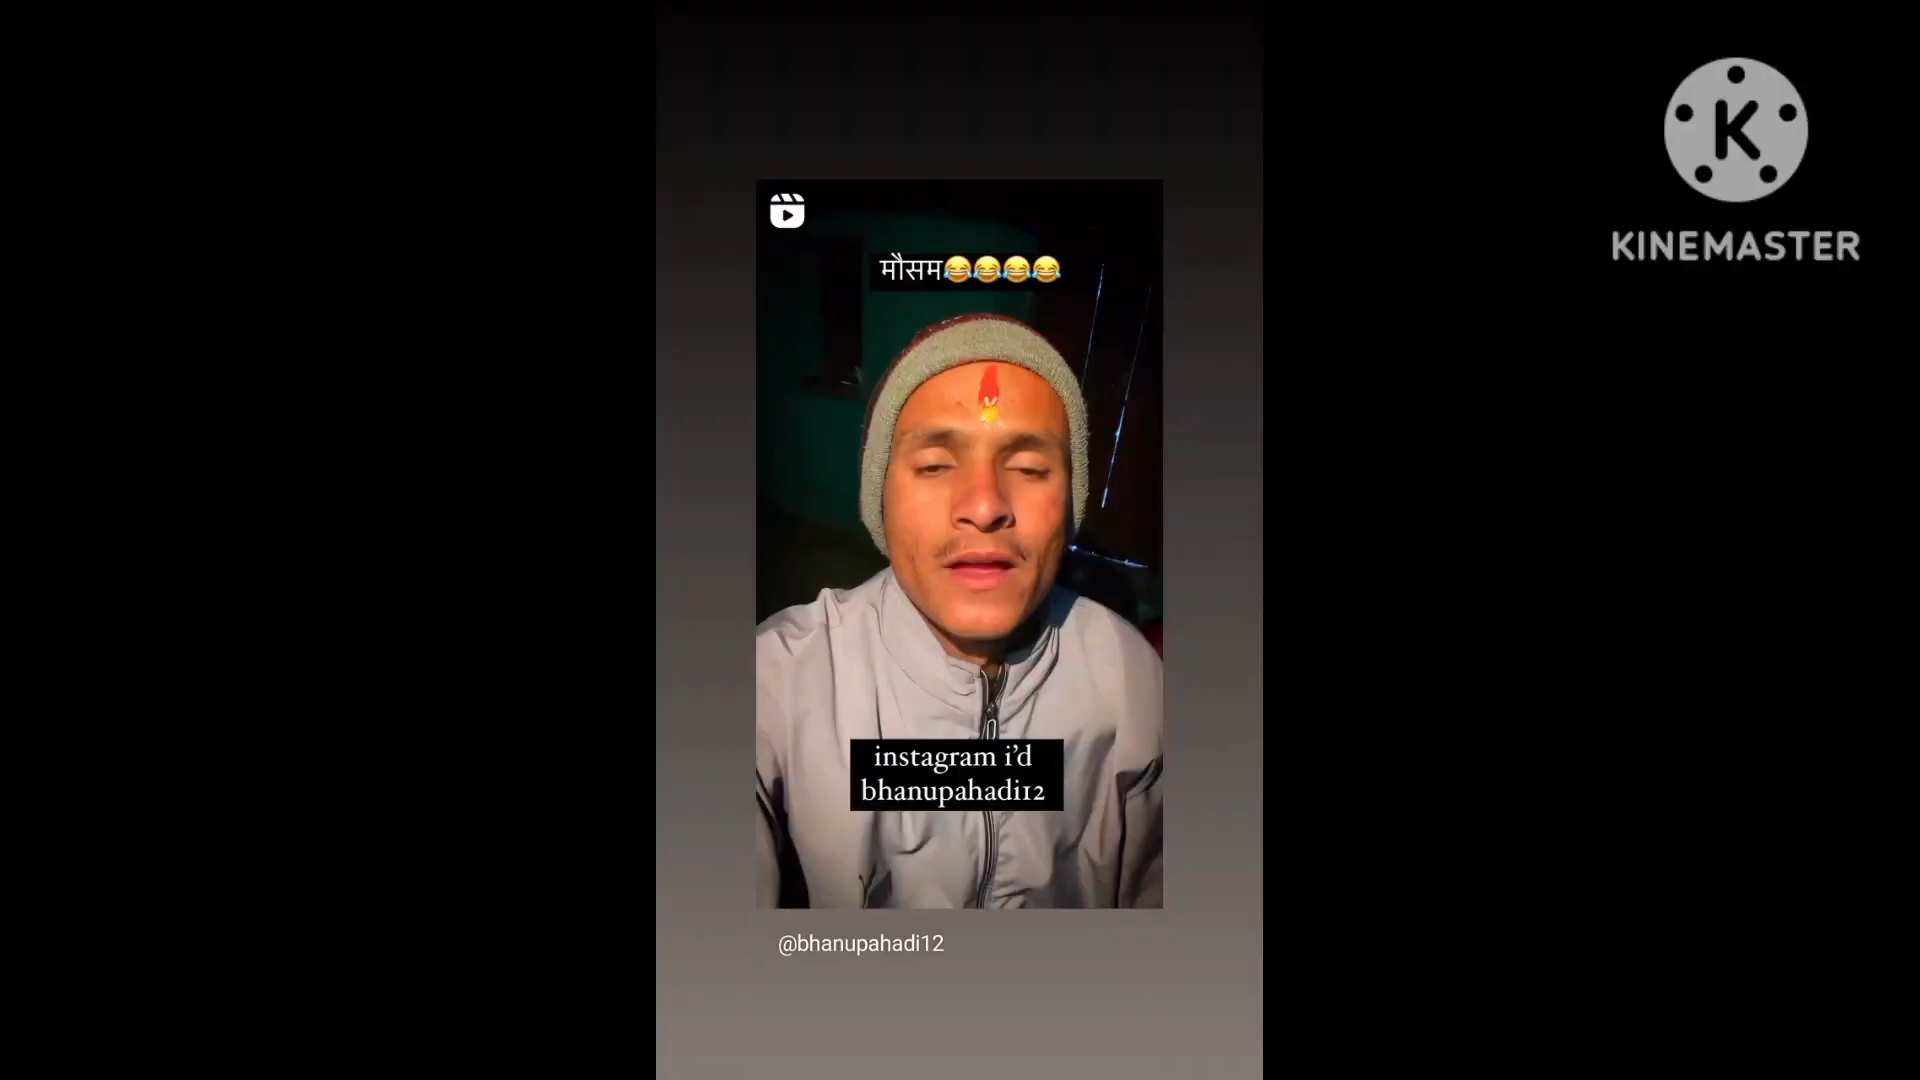 मौसम😂😂😂😂
instagram i’d
bhanupahadi12
@bhanupahadi12
K
KINEMASTER